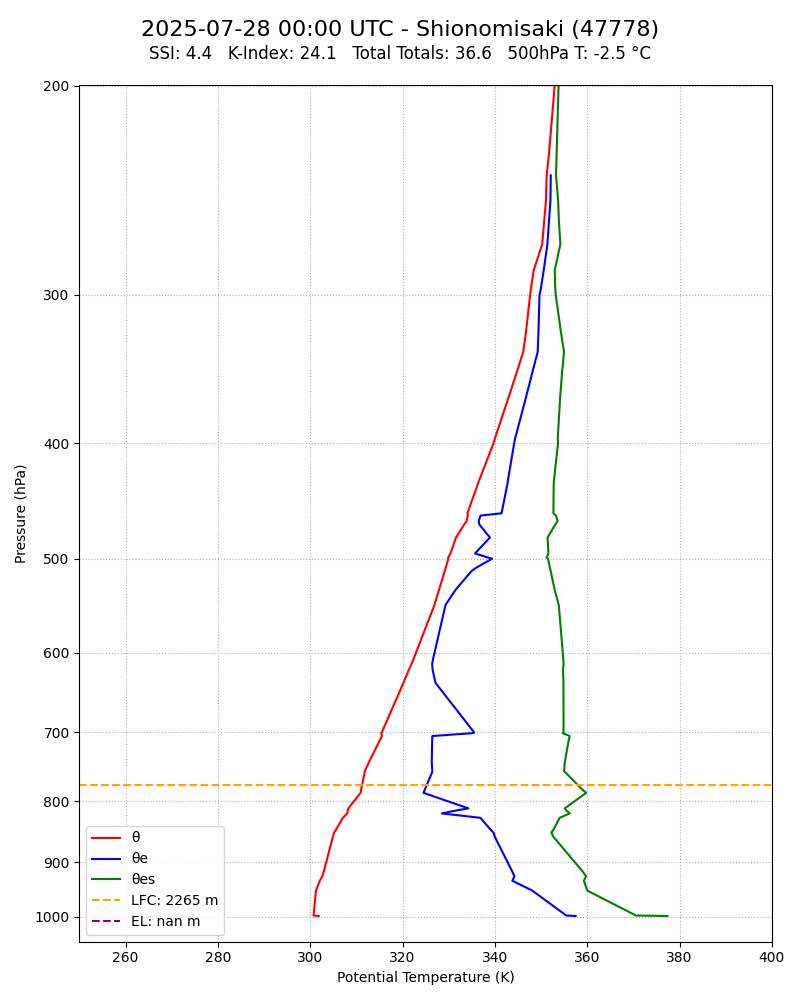 2025-07-28 00:00 UTC - Shionomisaki (47778)
SSI: 4.4 K-Index: 24.1 Total Totals: 36.6 500hPa T: -2.5 °C
200
300
400
500
600
700
800
900
1000
Pressure (hPa)
θ
θe
θes
LFC: 2265 m
EL: nan m
260 280 300 320 340 360 380 400
Potential Temperature (K)